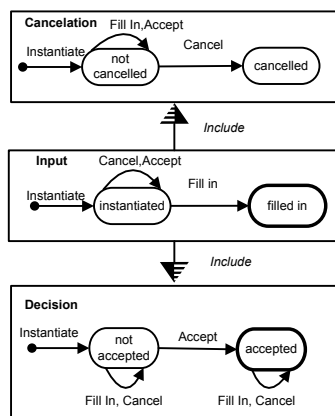 Cancelation
Fill In,Accept
Instantiate
Cancel
not
cancelled
cancelled
Include
Input
Cancel,Accept
Instantiate
Fill in
instantiated
filled in
Include
Decision
Instantiate
not
accepted
Accept
accepted
Fill In, Cancel
Fill In, Cancel